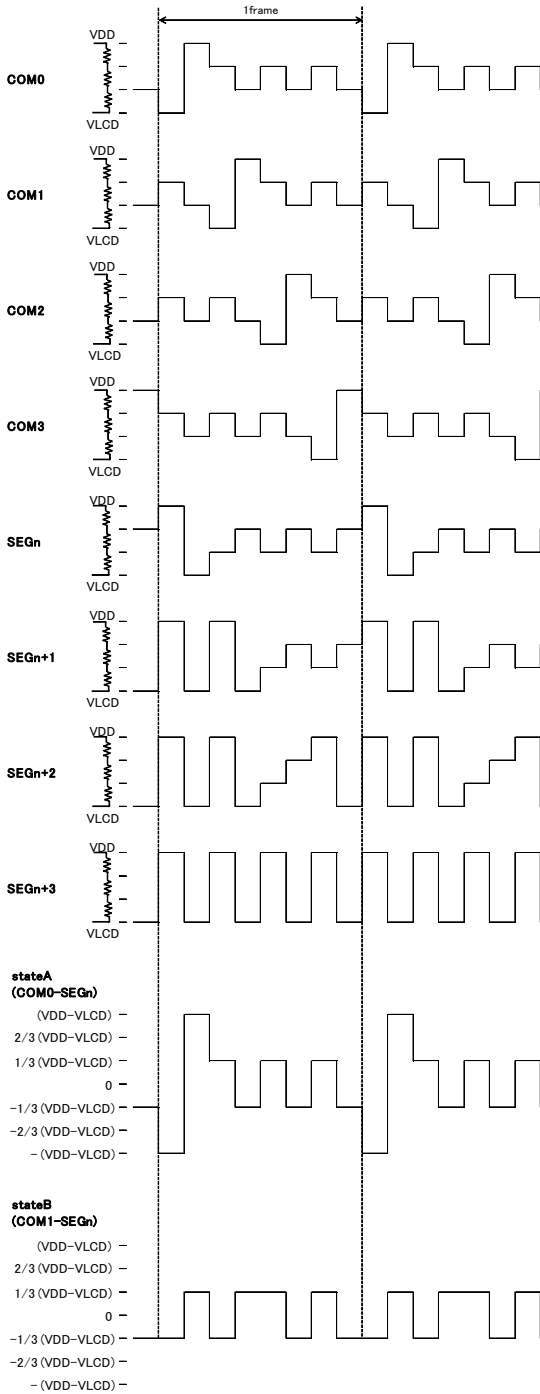 1frame
VDD
COM0
VLCD
VDD
COM1
VLCD
VDD
COM2
VLCD
VDD
COM3
VLCD
VDD
SEGn
VLCD
VDD
SEGn+1
VLCD
VDD
SEGn+2
VLCD
VDD
SEGn+3
VLCD
stateA
(COM0-SEGn)
(VDD-VLCD)
2/3(VDD-VLCD)
1/3(VDD-VLCD)
0
-1/3(VDD-VLCD)
-2/3(VDD-VLCD)
-(VDD-VLCD)
stateB
(COM1-SEGn)
(VDD-VLCD)
2/3(VDD-VLCD)
1/3(VDD-VLCD)
0
-1/3(VDD-VLCD)
-2/3(VDD-VLCD)
-(VDD-VLCD)